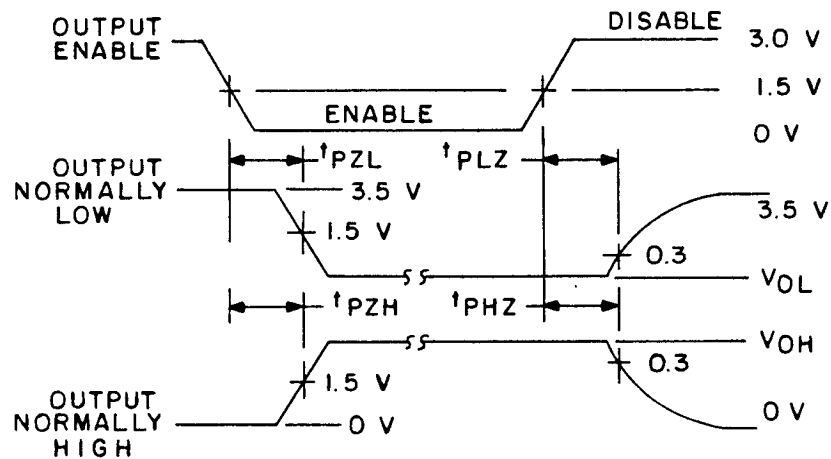 OUTPUT
ENABLE
DISABLE
3.0 V
1.5 V
ENABLE
0 V
tPZL
tPLZ
OUTPUT
NORMALLY
LOW
3.5 V
3.5 V
1.5 V
0.3
VOL
tPZH
tPHZ
VOH
0.3
1.5 V
OUTPUT
NORMALLY
HIGH
0 V
0 V